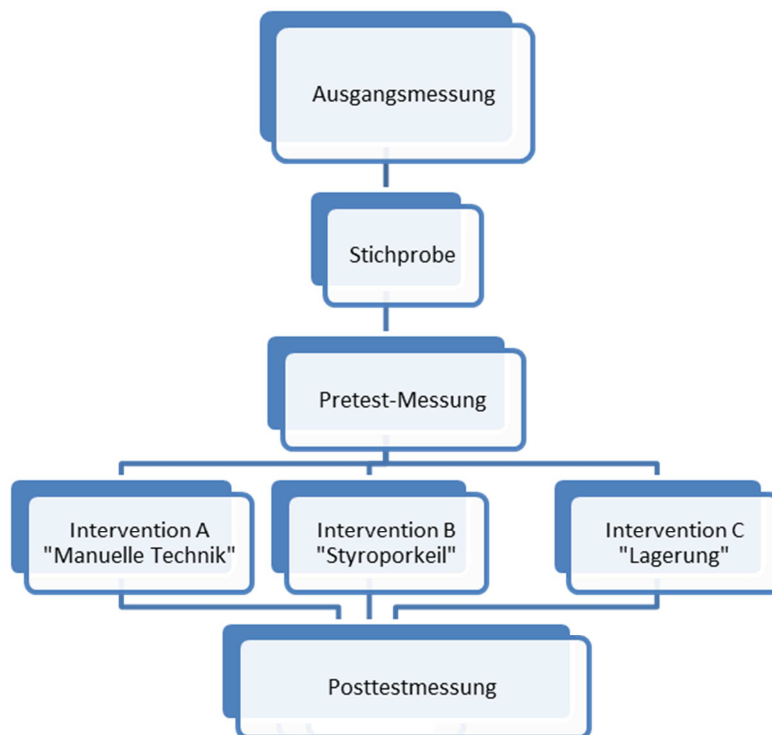 Ausgangsmessung
Stichprobe
Pretest-Messung
Intervention A
"Manuelle Technik"
Intervention B
"Styroporkeil"
Intervention C
"Lagerung"
Posttestmessung